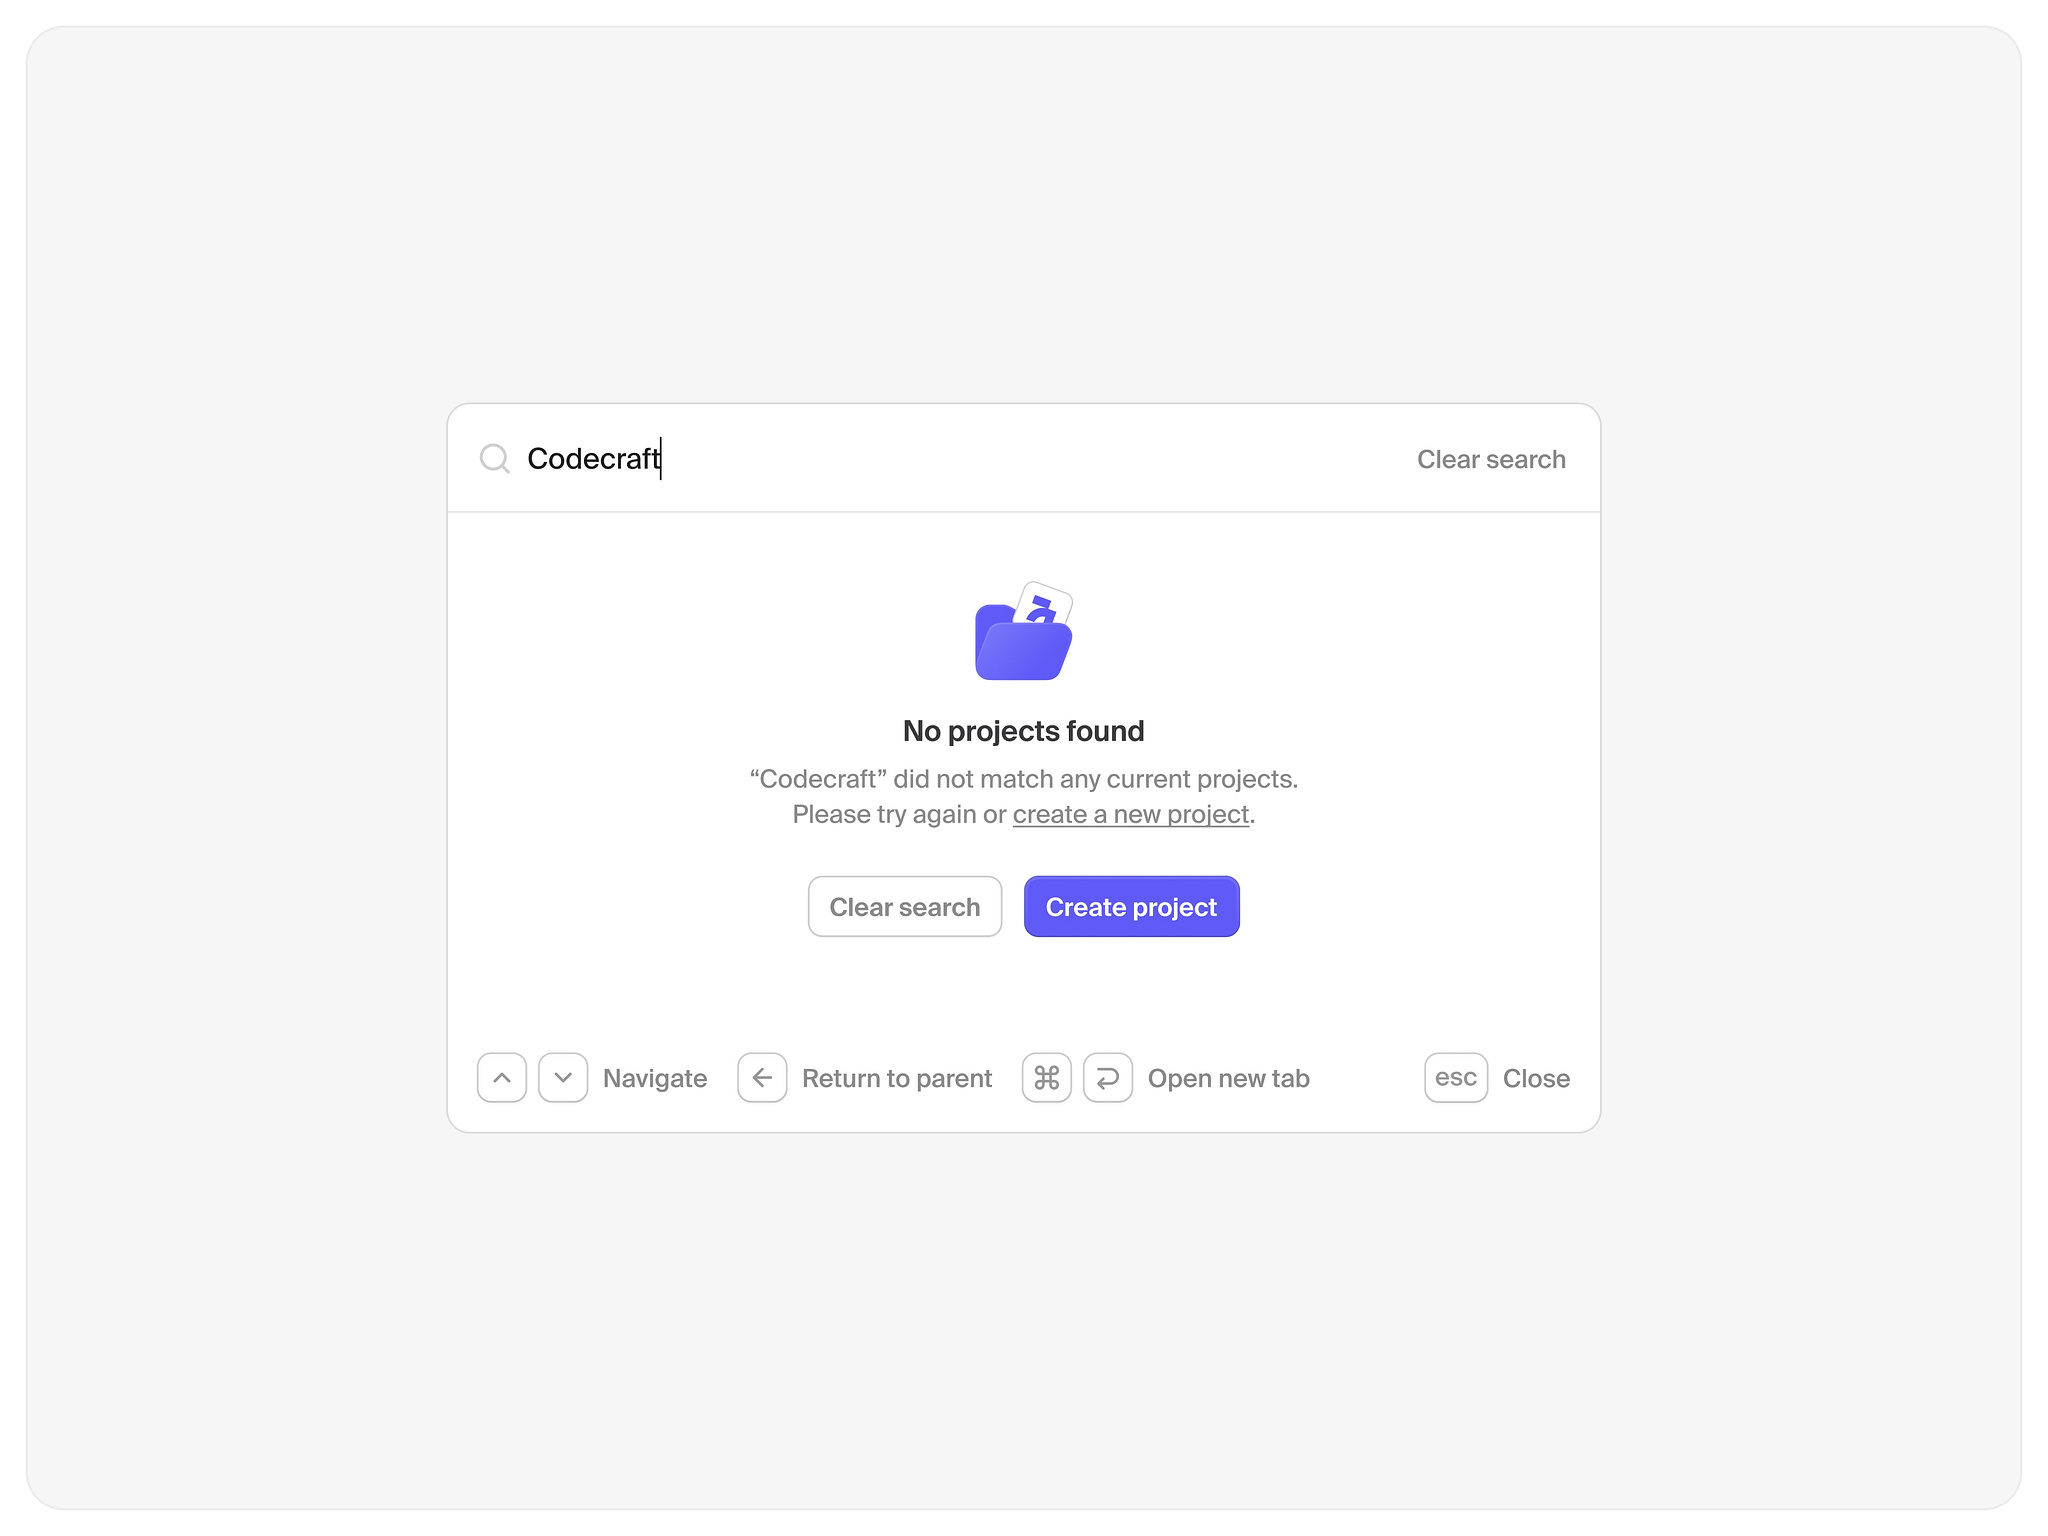 Codecraft
Clear search
No projects found
“Codecraft” did not match any current projects.
Please try again or create a new project.
Clear search
Create project
Navigate
Return to parent
⌘
Open new tab
esc
Close